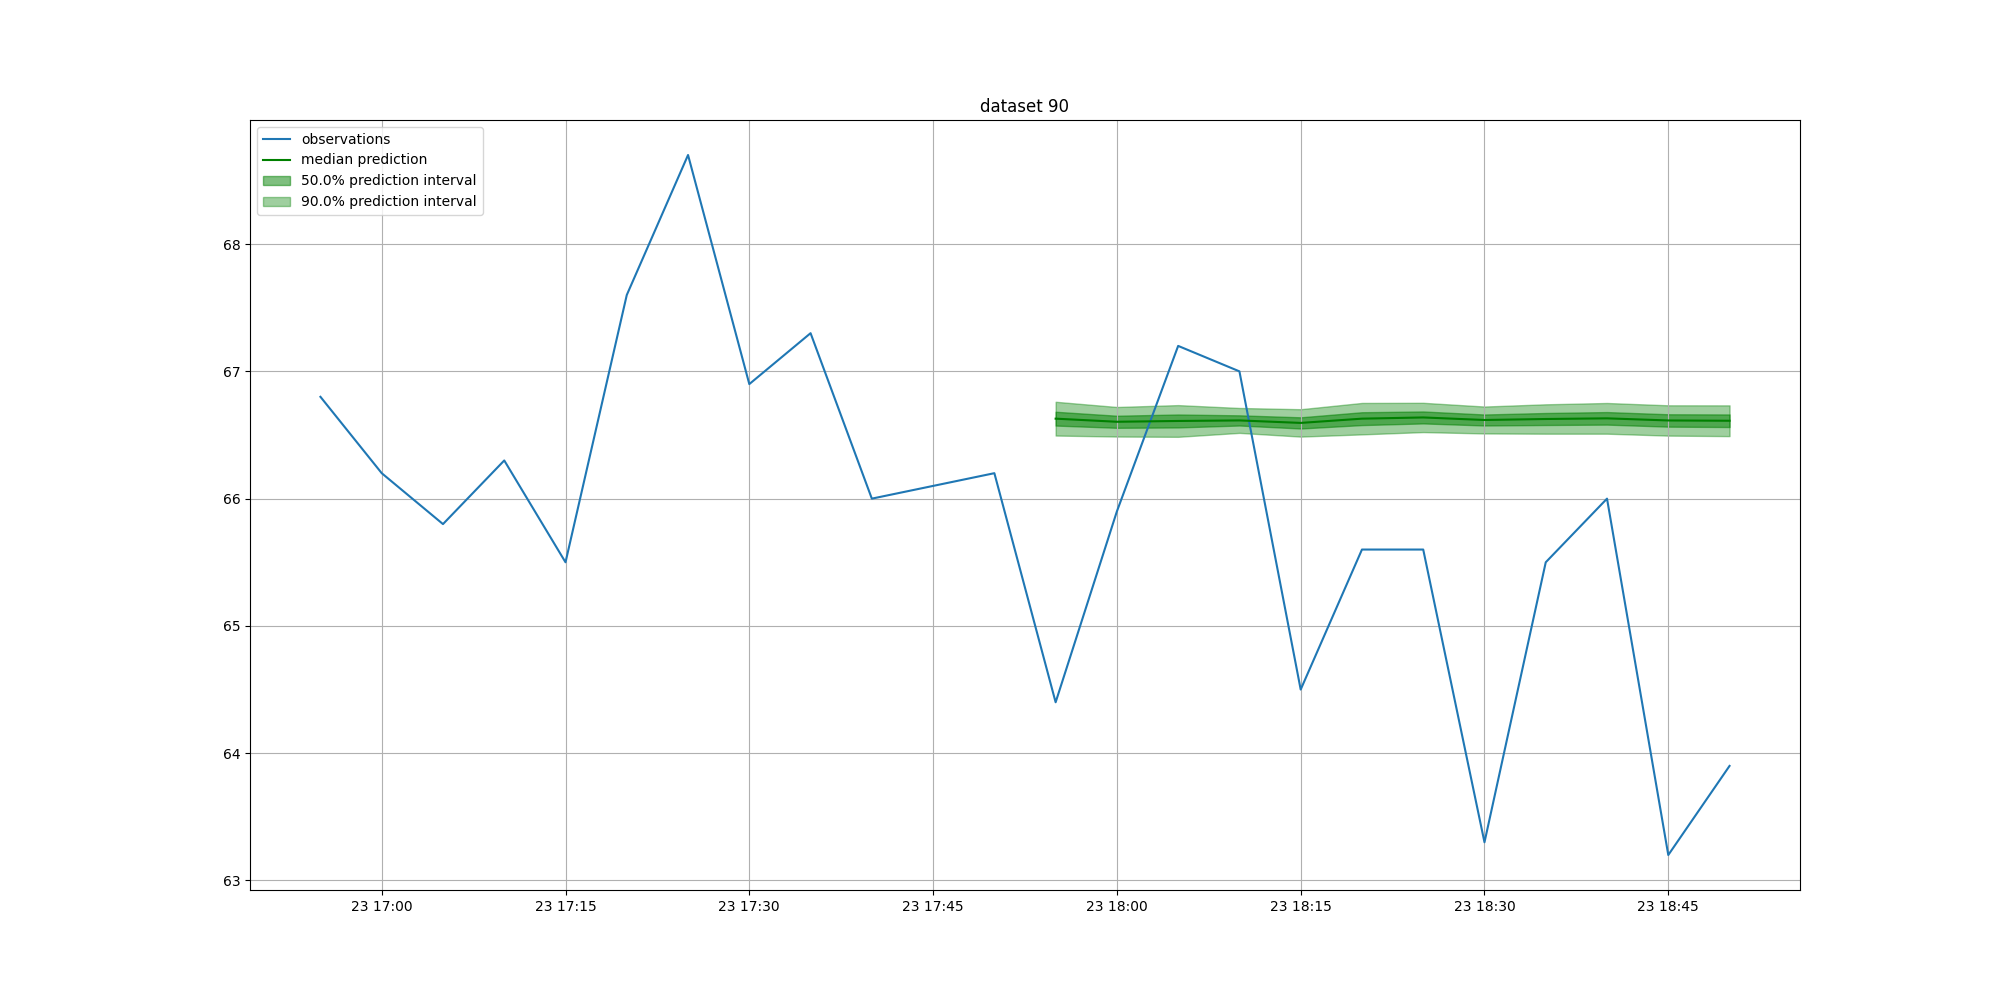 dataset 90
observations
median prediction
50.0% prediction interval
90.0% prediction interval
68
67
66
65
64
63
23 17:00
23 17:15
23 17:30
23 17:45
23 18:00
23 18:15
23 18:30
23 18:45